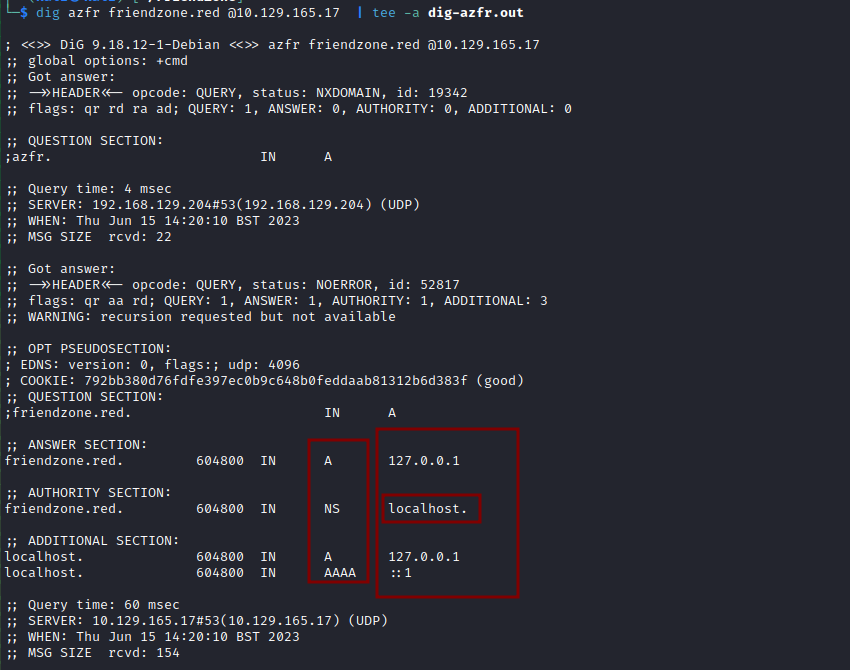 └─$ dig azfr friendzone.red @10.129.165.17 | tee -a dig-azfr.out
; <<>> DiG 9.18.12-1-Debian <<>> azfr friendzone.red @10.129.165.17
;; global options: +cmd
;; Got answer:
;; ->>HEADER<<- opcode: QUERY, status: NXDOMAIN, id: 19342
;; flags: qr rd ra ad; QUERY: 1, ANSWER: 0, AUTHORITY: 0, ADDITIONAL: 0
;; QUESTION SECTION:
;azfr. IN A
;; Query time: 4 msec
;; SERVER: 192.168.129.204#53(192.168.129.204) (UDP)
;; WHEN: Thu Jun 15 14:20:10 BST 2023
;; MSG SIZE rcvd: 22
;; Got answer:
;; ->>HEADER<<- opcode: QUERY, status: NOERROR, id: 52817
;; flags: qr aa rd; QUERY: 1, ANSWER: 1, AUTHORITY: 1, ADDITIONAL: 3
;; WARNING: recursion requested but not available
;; OPT PSEUDOSECTION:
; EDNS: version: 0, flags:; udp: 4096
; COOKIE: 792bb380d76fdfe397ec0b9c648b0feddaab81312b6d383f (good)
;; QUESTION SECTION:
;friendzone.red. IN A
;; ANSWER SECTION:
friendzone.red. 604800 IN A 127.0.0.1
;; AUTHORITY SECTION:
friendzone.red. 604800 IN NS localhost.
;; ADDITIONAL SECTION:
localhost. 604800 IN A 127.0.0.1
localhost. 604800 IN AAAA ::1
;; Query time: 60 msec
;; SERVER: 10.129.165.17#53(10.129.165.17) (UDP)
;; WHEN: Thu Jun 15 14:20:10 BST 2023
;; MSG SIZE rcvd: 154